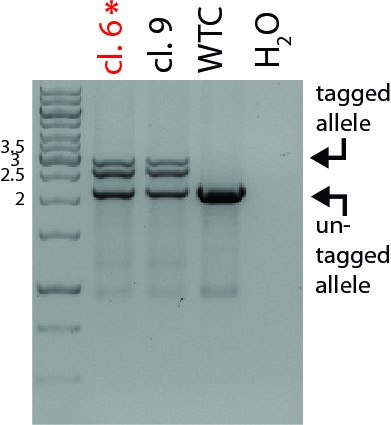 cl. 6*
cl. 9
WTC
H2O
3.5
3
2.5
2
tagged
allele
un-
tagged
allele